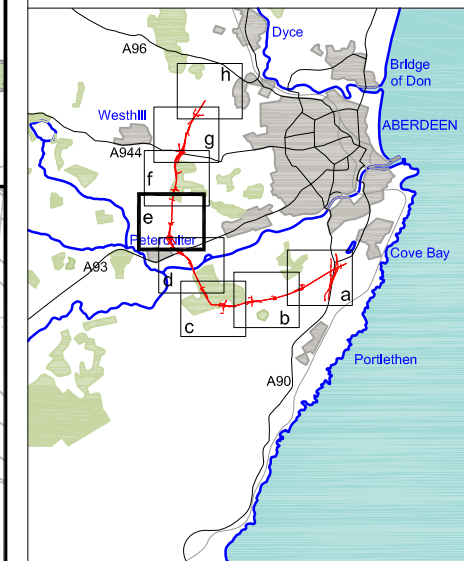 Dyce
A96
Bridge
of Don
h
Westhill
ABERDEEN
g
A944
f
e
Peterculter
Cove Bay
A93
d
a
c
b
Portlethen
A90